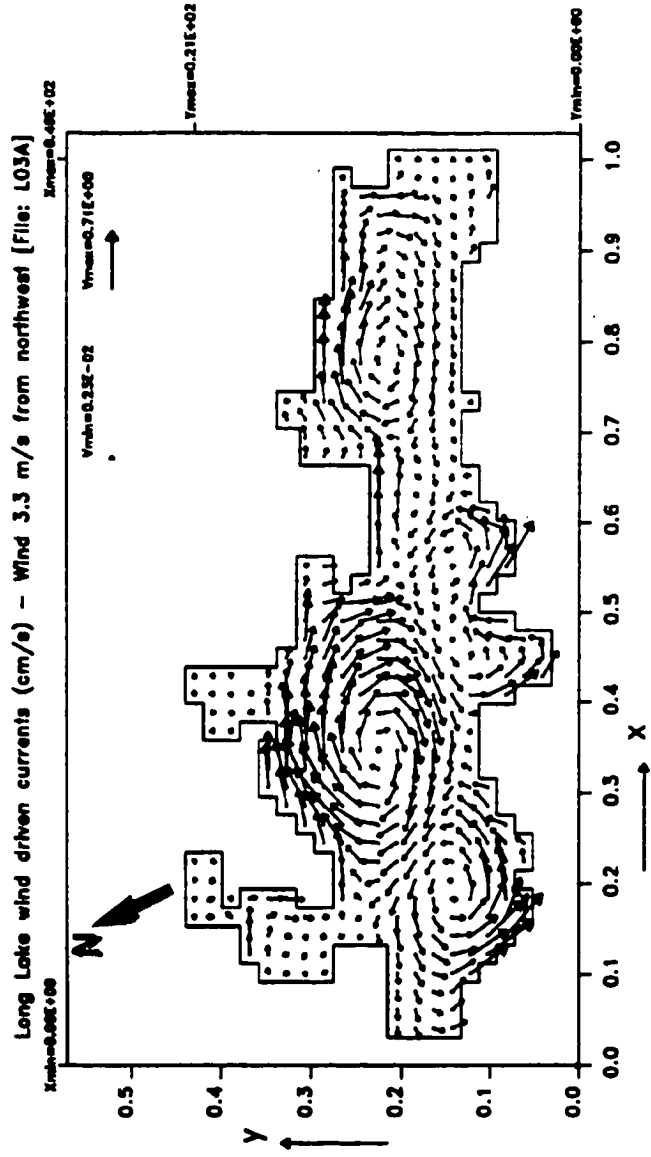 Long Lake wind driven currents (cm/s) – Wind 3.3 m/s from northwest [File: L03A]
Xmin=0.00E+00
Xmax=0.40E+02
Vmin=0.23E-02
Vmax=0.71E+00
Ymax=0.21E+02
Ymin=0.00E+00
N
Y
0.5
0.4
0.3
0.2
0.1
0.0
0.0
0.1
0.2
0.3
0.4
0.5
0.6
0.7
0.8
0.9
1.0
X